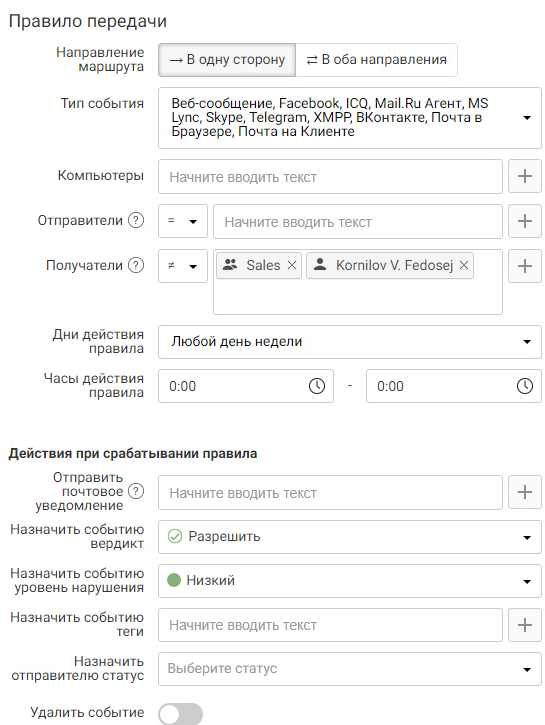 Правило передачи
Направление
маршрута
→ В одну сторону
⇄ В оба направления
Тип события
Веб-сообщение, Facebook, ICQ, Mail.Ru Агент, MS
Lync, Skype, Telegram, XMPP, ВКонтакте, Почта в
Браузере, Почта на Клиенте
Компьютеры
Начните вводить текст
+
Отправители ?
=
Начните вводить текст
+
Получатели ?
≠
Sales ×
Kornilov V. Fedosej ×
+
Дни действия
правила
Любой день недели
Часы действия
правила
0:00
-
0:00
Действия при срабатывании правила
Отправить
почтовое
уведомление
?
Начните вводить текст
+
Назначить событию
вердикт
Разрешить
Назначить событию
уровень нарушения
Низкий
Назначить событию
теги
Начните вводить текст
+
Назначить
отправителю статус
Выберите статус
Удалить событие